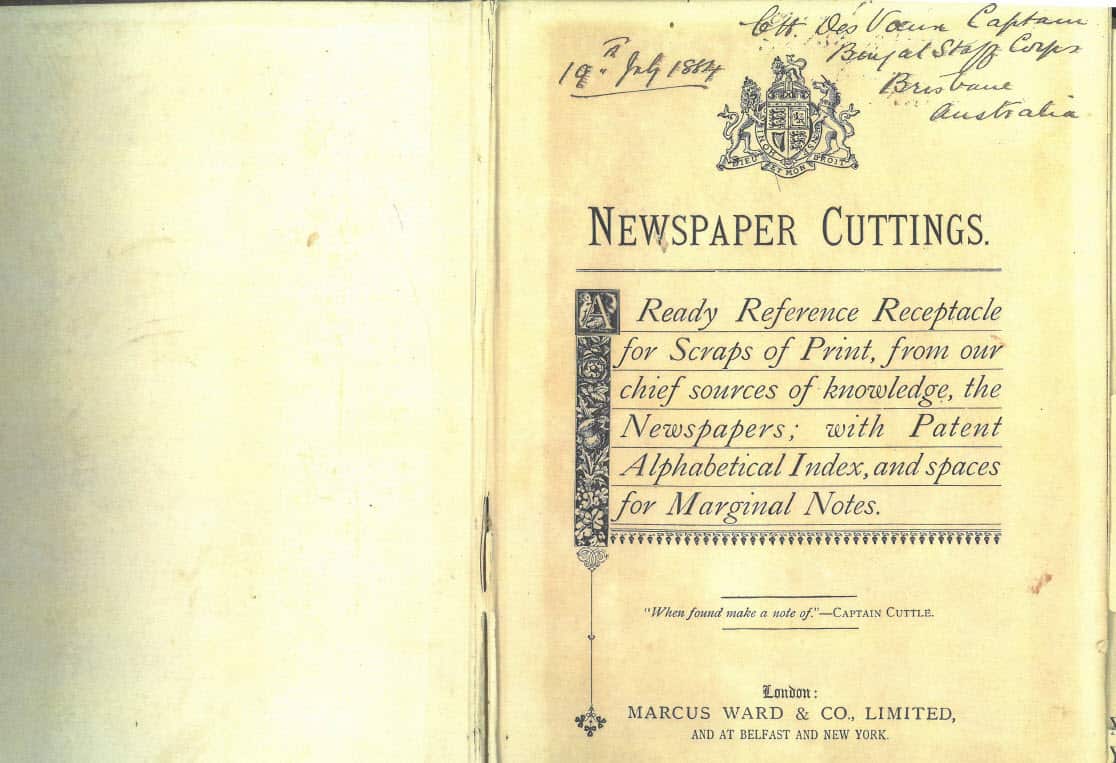 C.H. Des Vœux Captain
19th July 1884
Bengal Staff Corps
Brisbane
Australia
HONI
DIEU ET MON DROIT
NEWSPAPER CUTTINGS.
A Ready Reference Receptacle
for Scraps of Print, from our
chief sources of knowledge, the
Newspapers; with Patent
Alphabetical Index, and spaces
for Marginal Notes.
"When found make a note of."—CAPTAIN CUTTLE.
London:
MARCUS WARD & CO., LIMITED,
AND AT BELFAST AND NEW YORK.